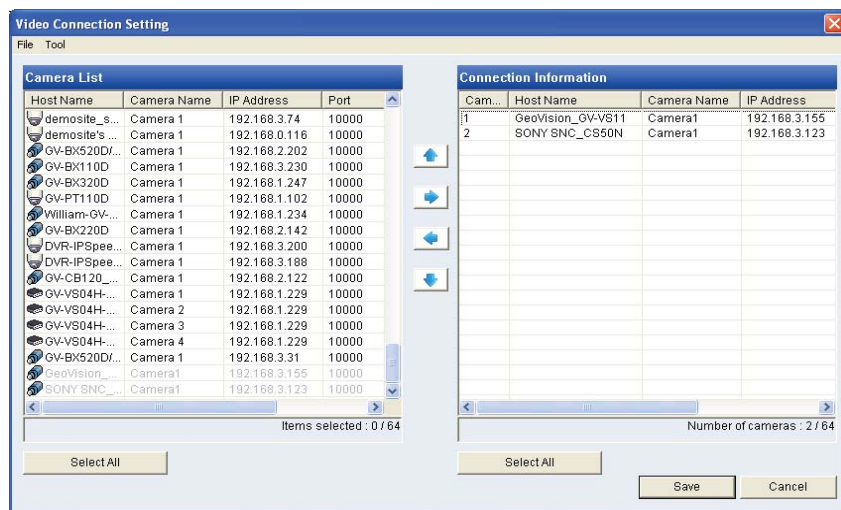 Video Connection Setting
File Tool
Camera List
Host Name Camera Name IP Address Port
demosite_s... Camera 1 192.168.3.74 10000
demosite's ... Camera 1 192.168.0.116 10000
GV-BX520D/... Camera 1 192.168.2.202 10000
GV-BX110D Camera 1 192.168.3.230 10000
GV-BX320D Camera 1 192.168.1.247 10000
GV-PT110D Camera 1 192.168.1.102 10000
William-GV-... Camera 1 192.168.1.234 10000
GV-BX220D Camera 1 192.168.2.142 10000
DVR-IPSpee... Camera 1 192.168.3.200 10000
DVR-IPSpee... Camera 1 192.168.3.188 10000
GV-CB120_... Camera 1 192.168.2.122 10000
GV-VS04H-... Camera 1 192.168.1.229 10000
GV-VS04H-... Camera 2 192.168.1.229 10000
GV-VS04H-... Camera 3 192.168.1.229 10000
GV-VS04H-... Camera 4 192.168.1.229 10000
GV-BX520D/... Camera 1 192.168.3.31 10000
GeoVision_... Camera1 192.168.3.155 10000
SONY SNC_... Camera1 192.168.3.123 10000
Items selected : 0 / 64
Select All
Connection Information
Cam... Host Name Camera Name IP Address
1 GeoVision_GV-VS11 Camera1 192.168.3.155
2 SONY SNC_CS50N Camera1 192.168.3.123
Number of cameras : 2 / 64
Select All
Save Cancel